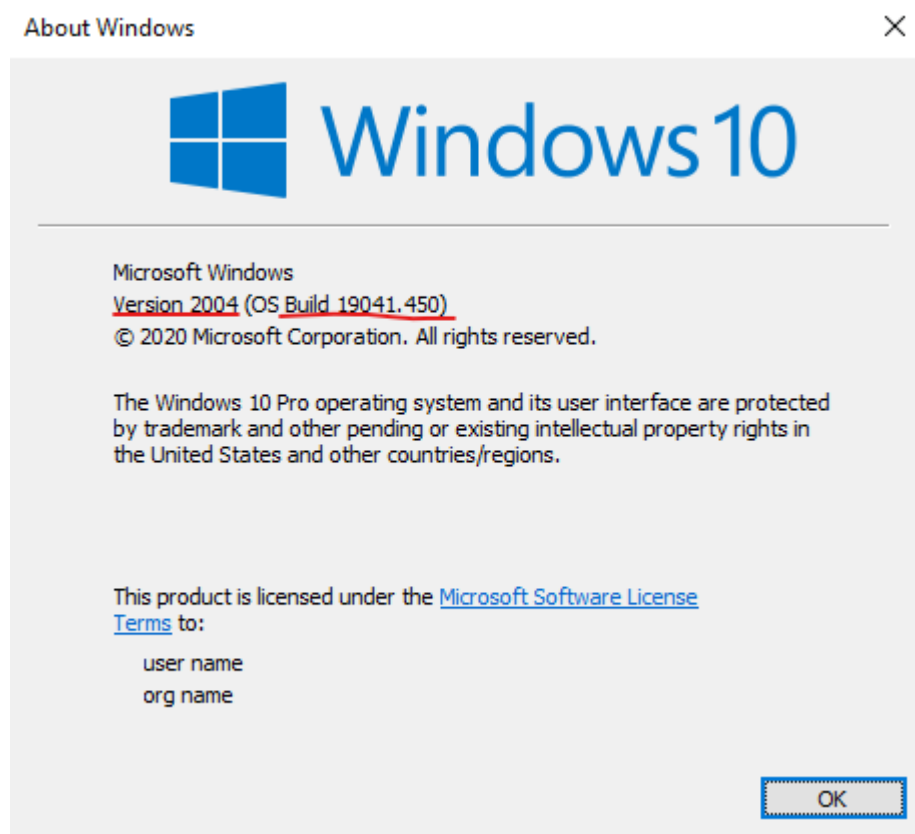 About Windows
Windows 10
Microsoft Windows
Version 2004 (OS Build 19041.450)
© 2020 Microsoft Corporation. All rights reserved.
The Windows 10 Pro operating system and its user interface are protected
by trademark and other pending or existing intellectual property rights in
the United States and other countries/regions.
This product is licensed under the Microsoft Software License
Terms to:
user name
org name
OK